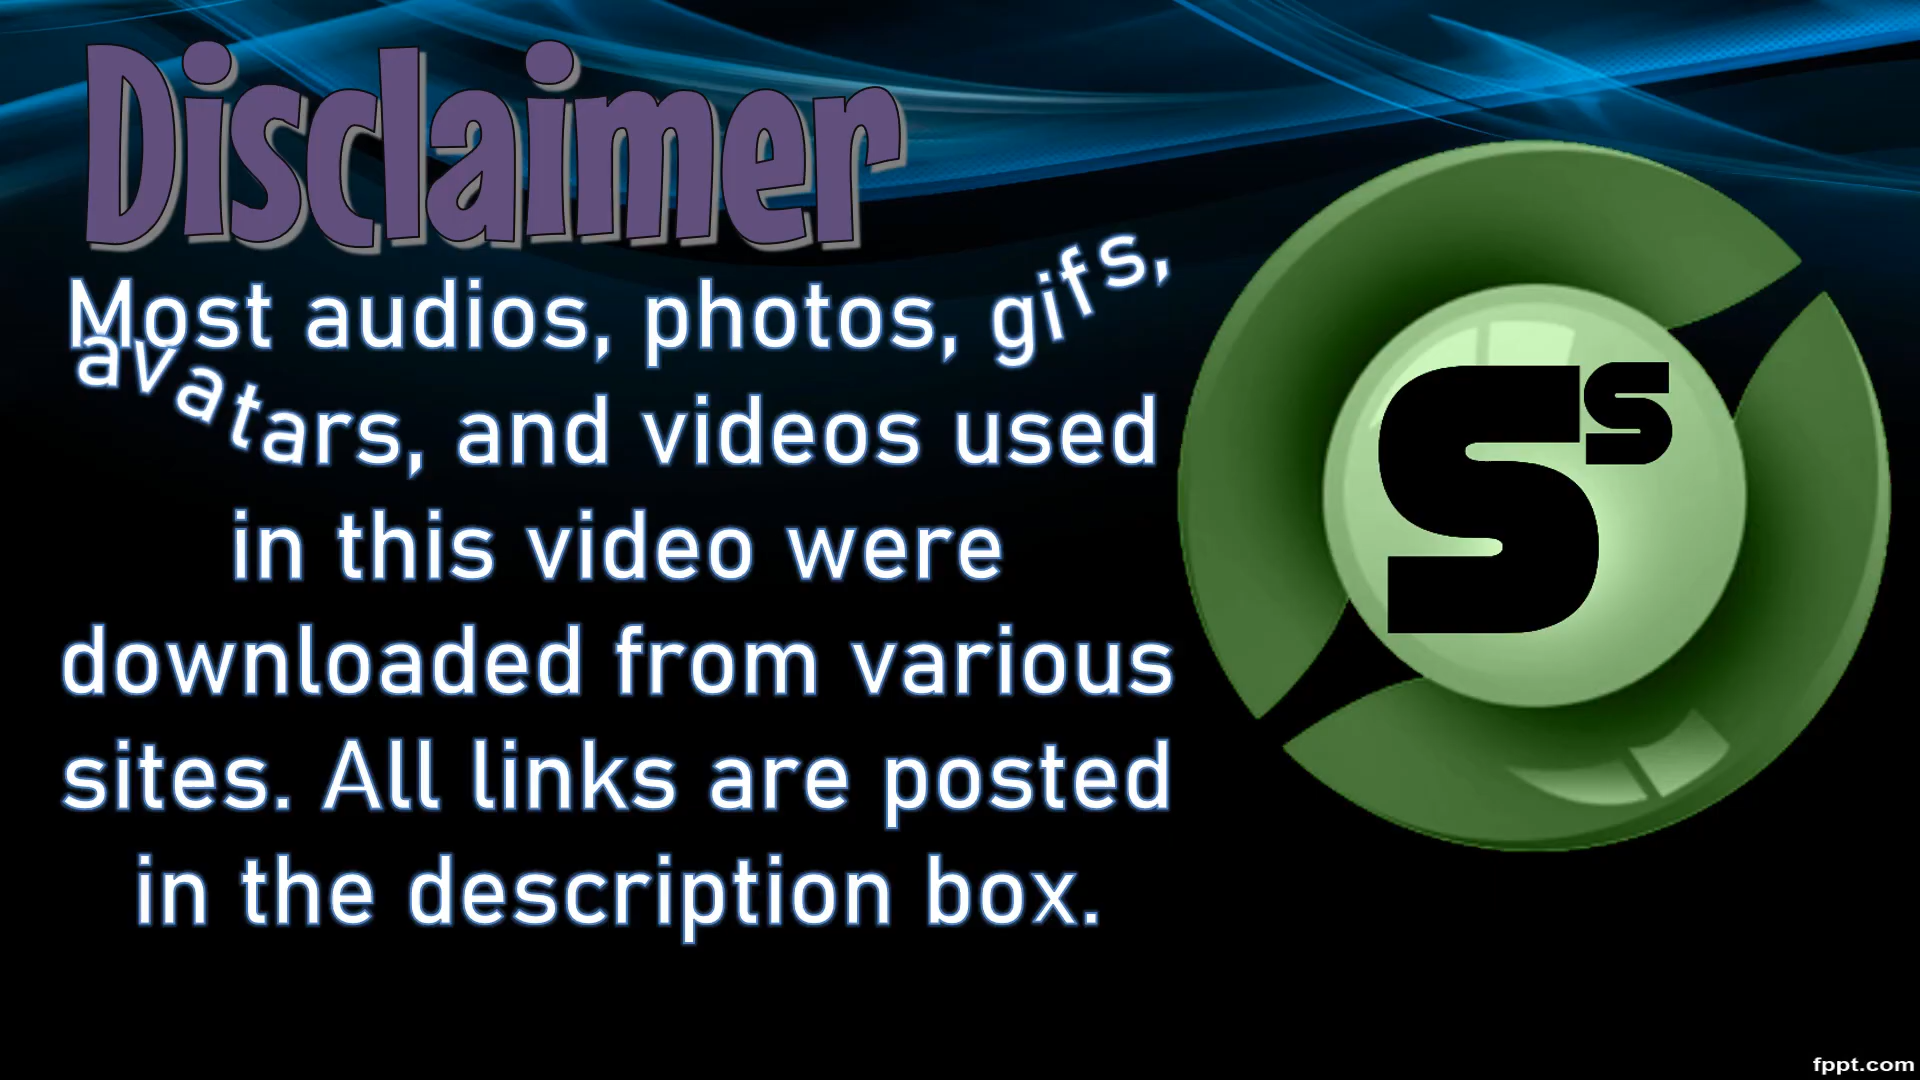 Disclaimer
Most audios, photos, gifs,
avatars, and videos used
in this video were
downloaded from various
sites. All links are posted
in the description box.
Ss
fppt.com